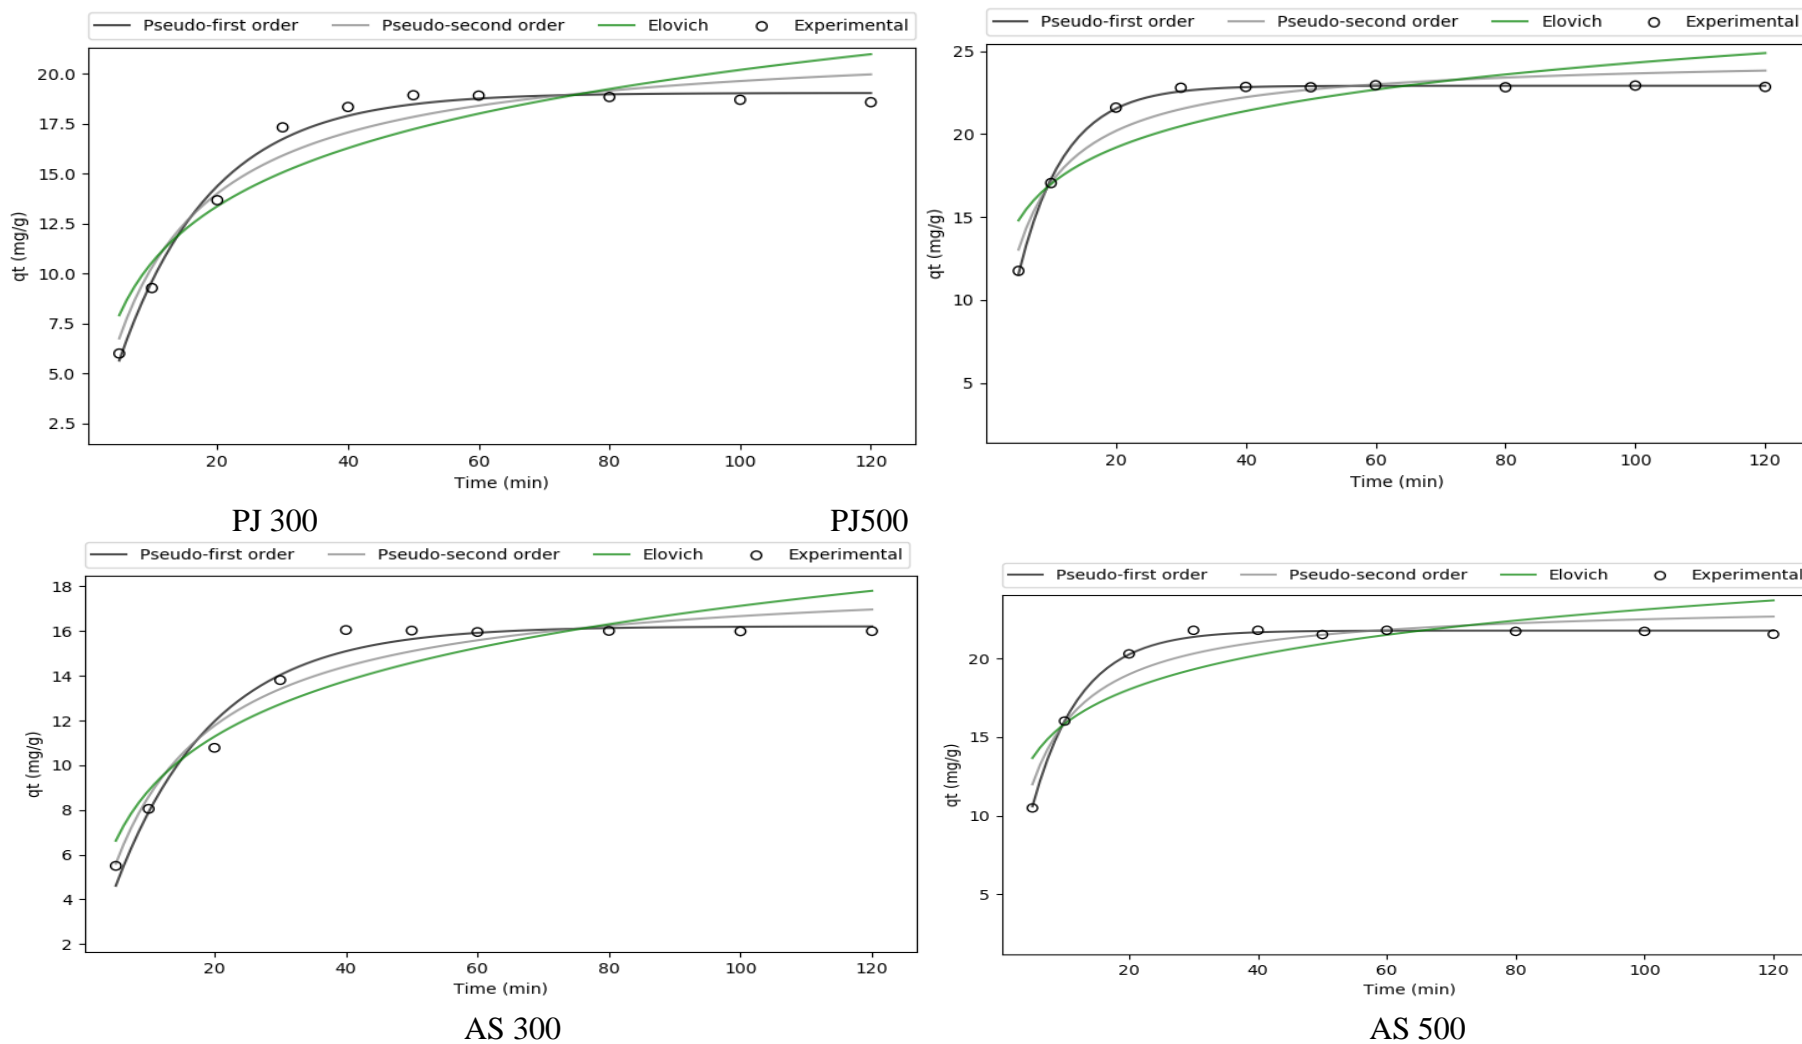 Pseudo-first order Pseudo-second order Elovich Experimental
20.0
17.5
15.0
12.5
10.0
7.5
5.0
2.5
qt (mg/g)
20 40 60 80 100 120
Time (min)
PJ 300
Pseudo-first order Pseudo-second order Elovich Experimental
25
20
15
10
5
qt (mg/g)
20 40 60 80 100 120
Time (min)
PJ500
Pseudo-first order Pseudo-second order Elovich Experimental
18
16
14
12
10
8
6
4
2
qt (mg/g)
20 40 60 80 100 120
Time (min)
AS 300
Pseudo-first order Pseudo-second order Elovich Experimental
20
15
10
5
qt (mg/g)
20 40 60 80 100 120
Time (min)
AS 500